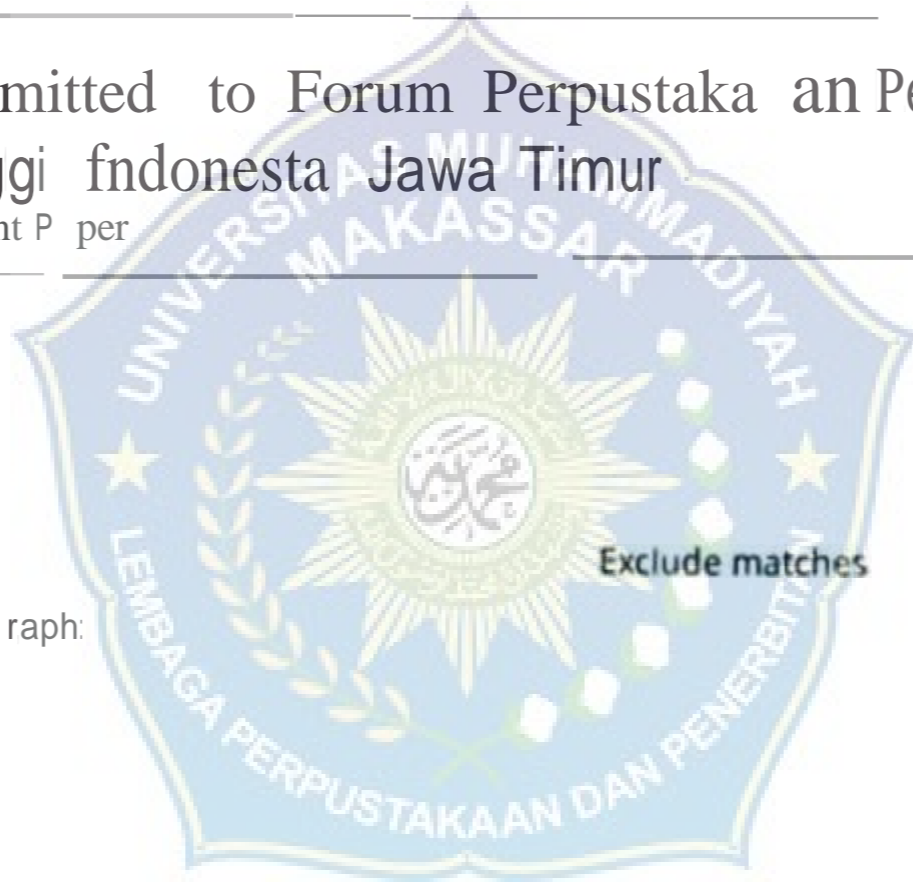 mitted to Forum Perpustaka an Pe
ggi fndonesta Jawa Timur
nt P per
UNIVERSITAS MUHAMMADIYAH
MAKASSAR
Exclude matches
raph:
LEMBAGA PERPUSTAKAAN DAN PENERBITAN